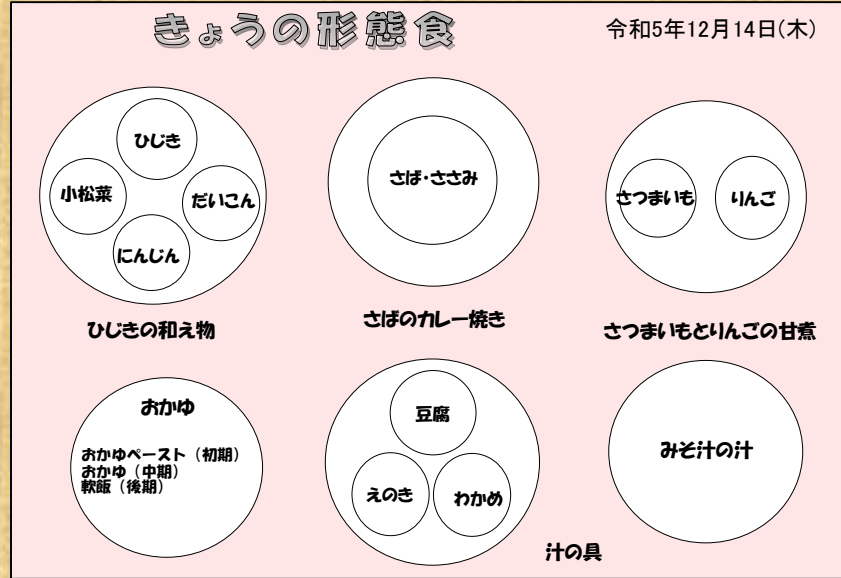 きょうの形態食
令和5年12月14日(木)
ひじき
小松菜
だいこん
にんじん
ひじきの和え物
さば・ささみ
さばのカレー焼き
さつまいも
りんご
さつまいもとりんごの甘煮
おかゆ
おかゆペースト（初期）
おかゆ（中期）
軟飯（後期）
豆腐
えのき
わかめ
汁の具
みそ汁の汁